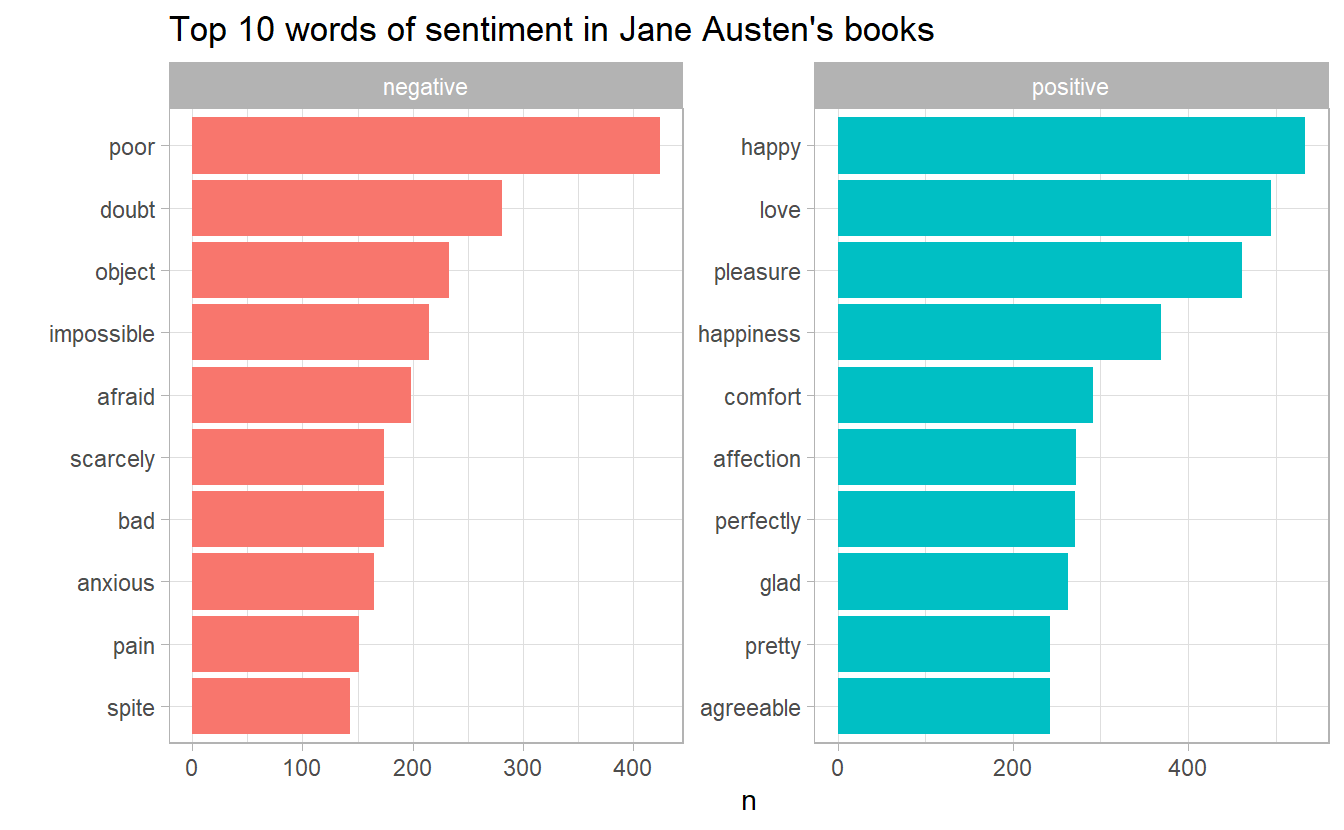 Top 10 words of sentiment in Jane Austen's books
negative
poor
doubt
object
impossible
afraid
scarcely
bad
anxious
pain
spite
0 100 200 300 400
positive
happy
love
pleasure
happiness
comfort
affection
perfectly
glad
pretty
agreeable
0 200 400
n